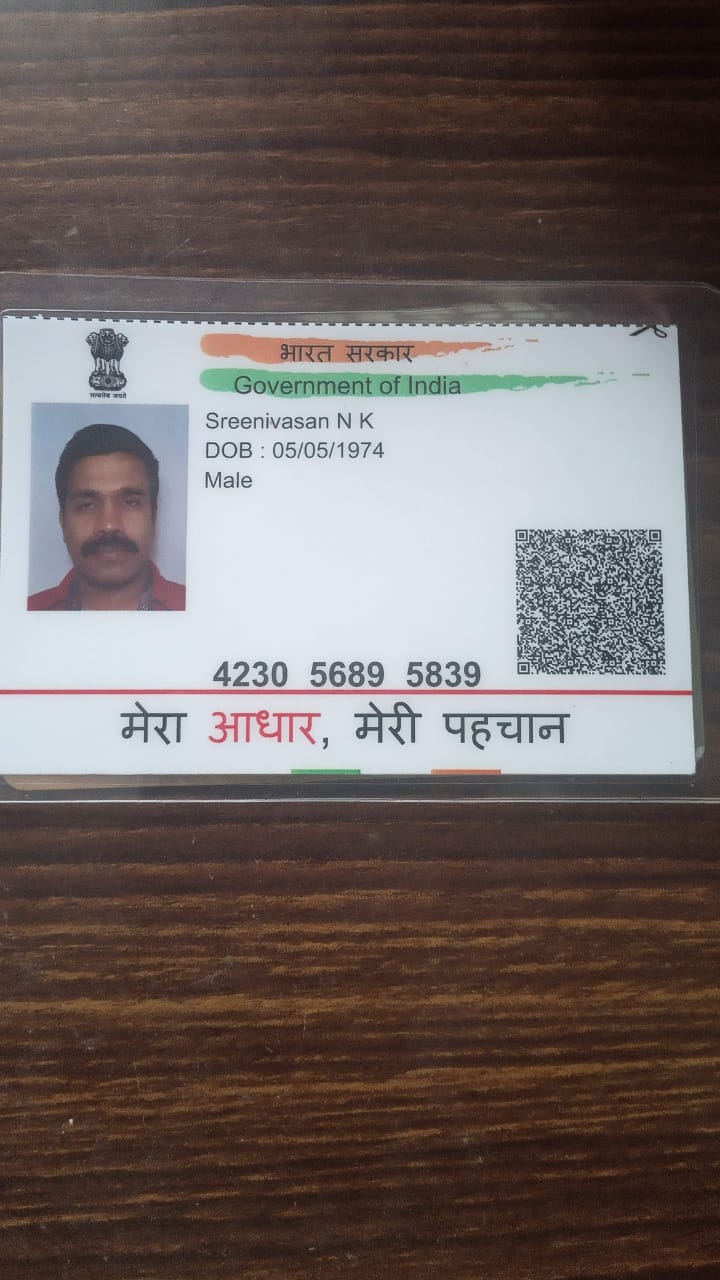 भारत सरकार
Government of India
सत्यमेव जयते
Sreenivasan N K
DOB : 05/05/1974
Male
4230 5689 5839
मेरा आधार, मेरी पहचान